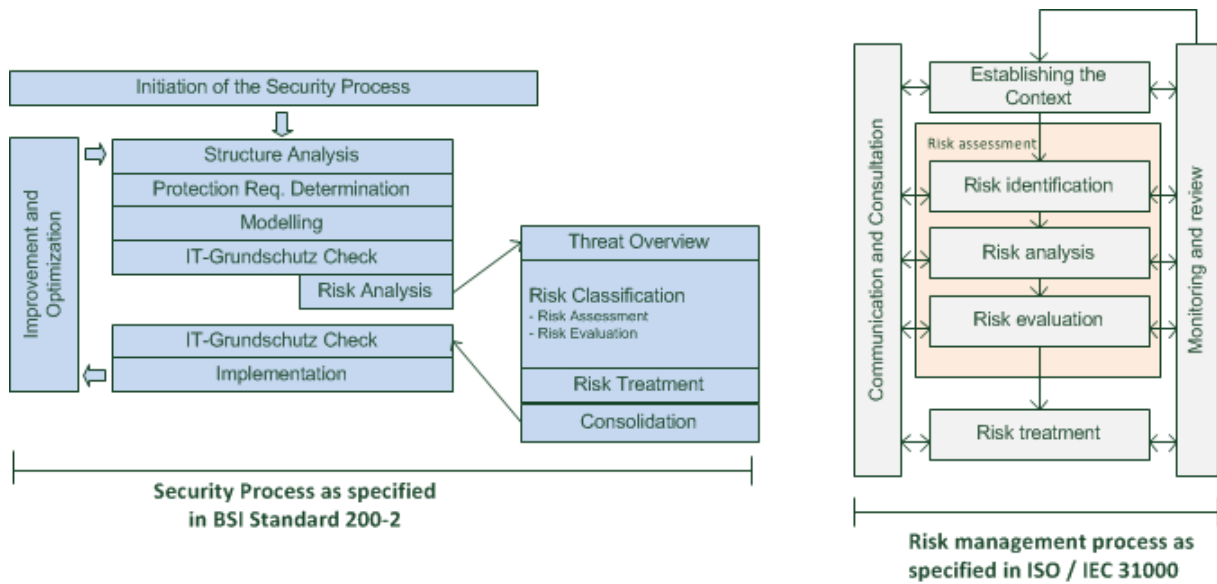 Initiation of the Security Process
Improvement and
Optimization
Structure Analysis
Protection Req. Determination
Modelling
IT-Grundschutz Check
Risk Analysis
IT-Grundschutz Check
Implementation
Threat Overview
Risk Classification
- Risk Assessment
- Risk Evaluation
Risk Treatment
Consolidation
Security Process as specified
in BSI Standard 200-2
Communication and Consultation
Establishing the
Context
Risk assessment
Risk identification
Risk analysis
Risk evaluation
Risk treatment
Monitoring and review
Risk management process as
specified in ISO / IEC 31000